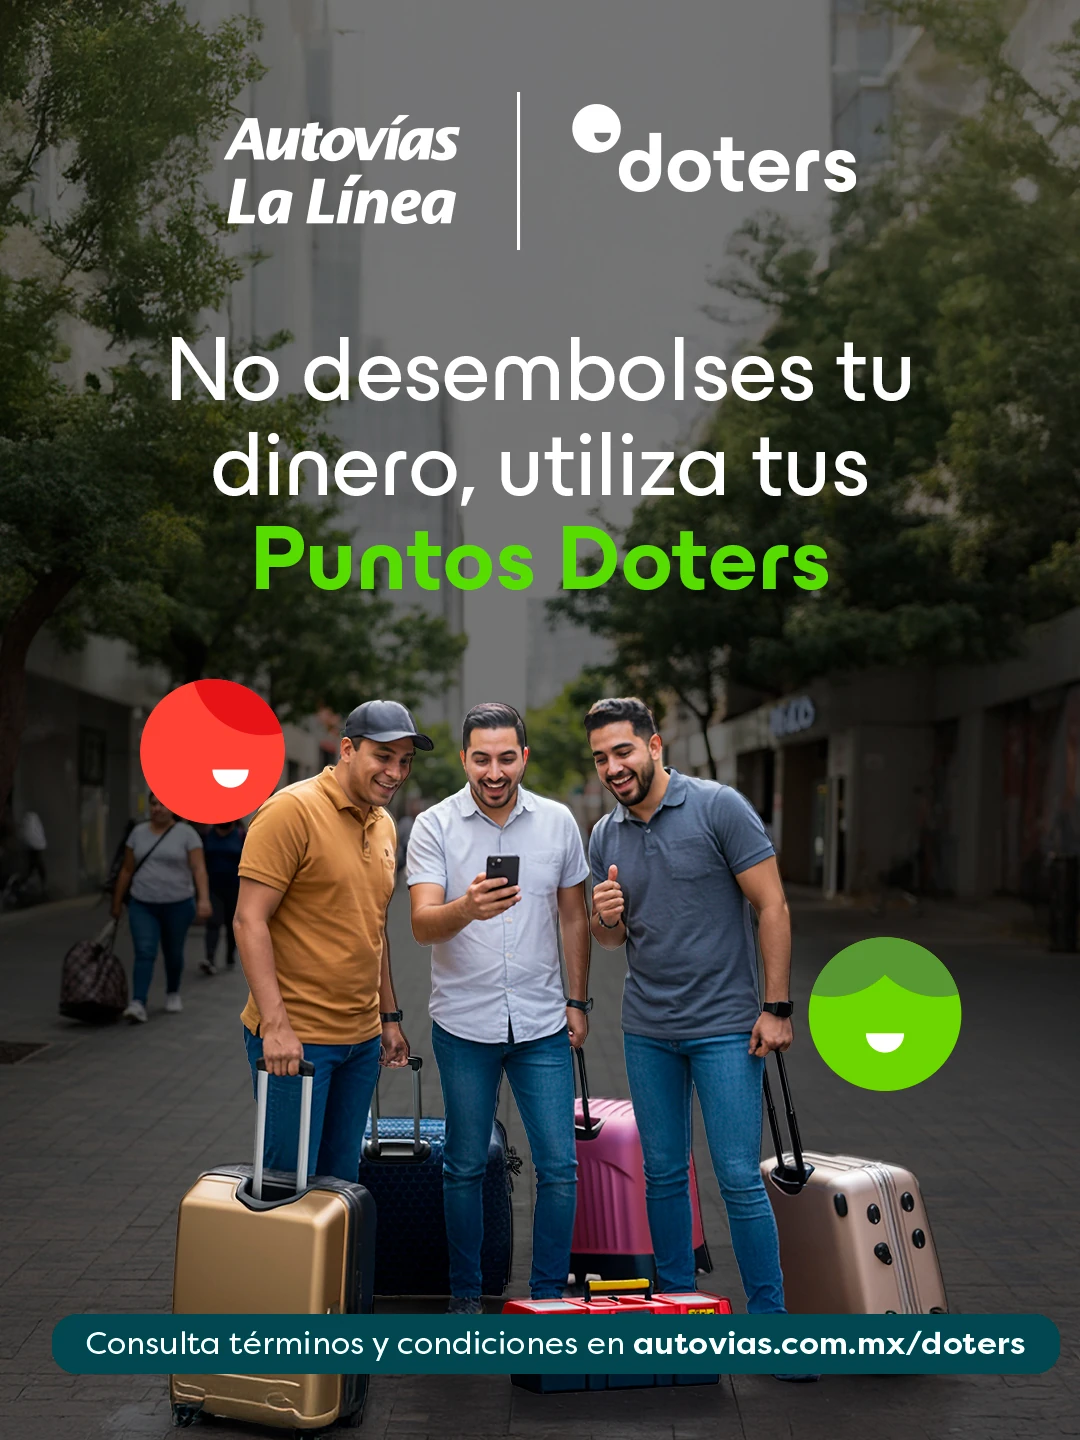 Autovías
La Línea
doters
No desembolses tu
dinero, utiliza tus
Puntos Doters
Consulta términos y condiciones en autovias.com.mx/doters